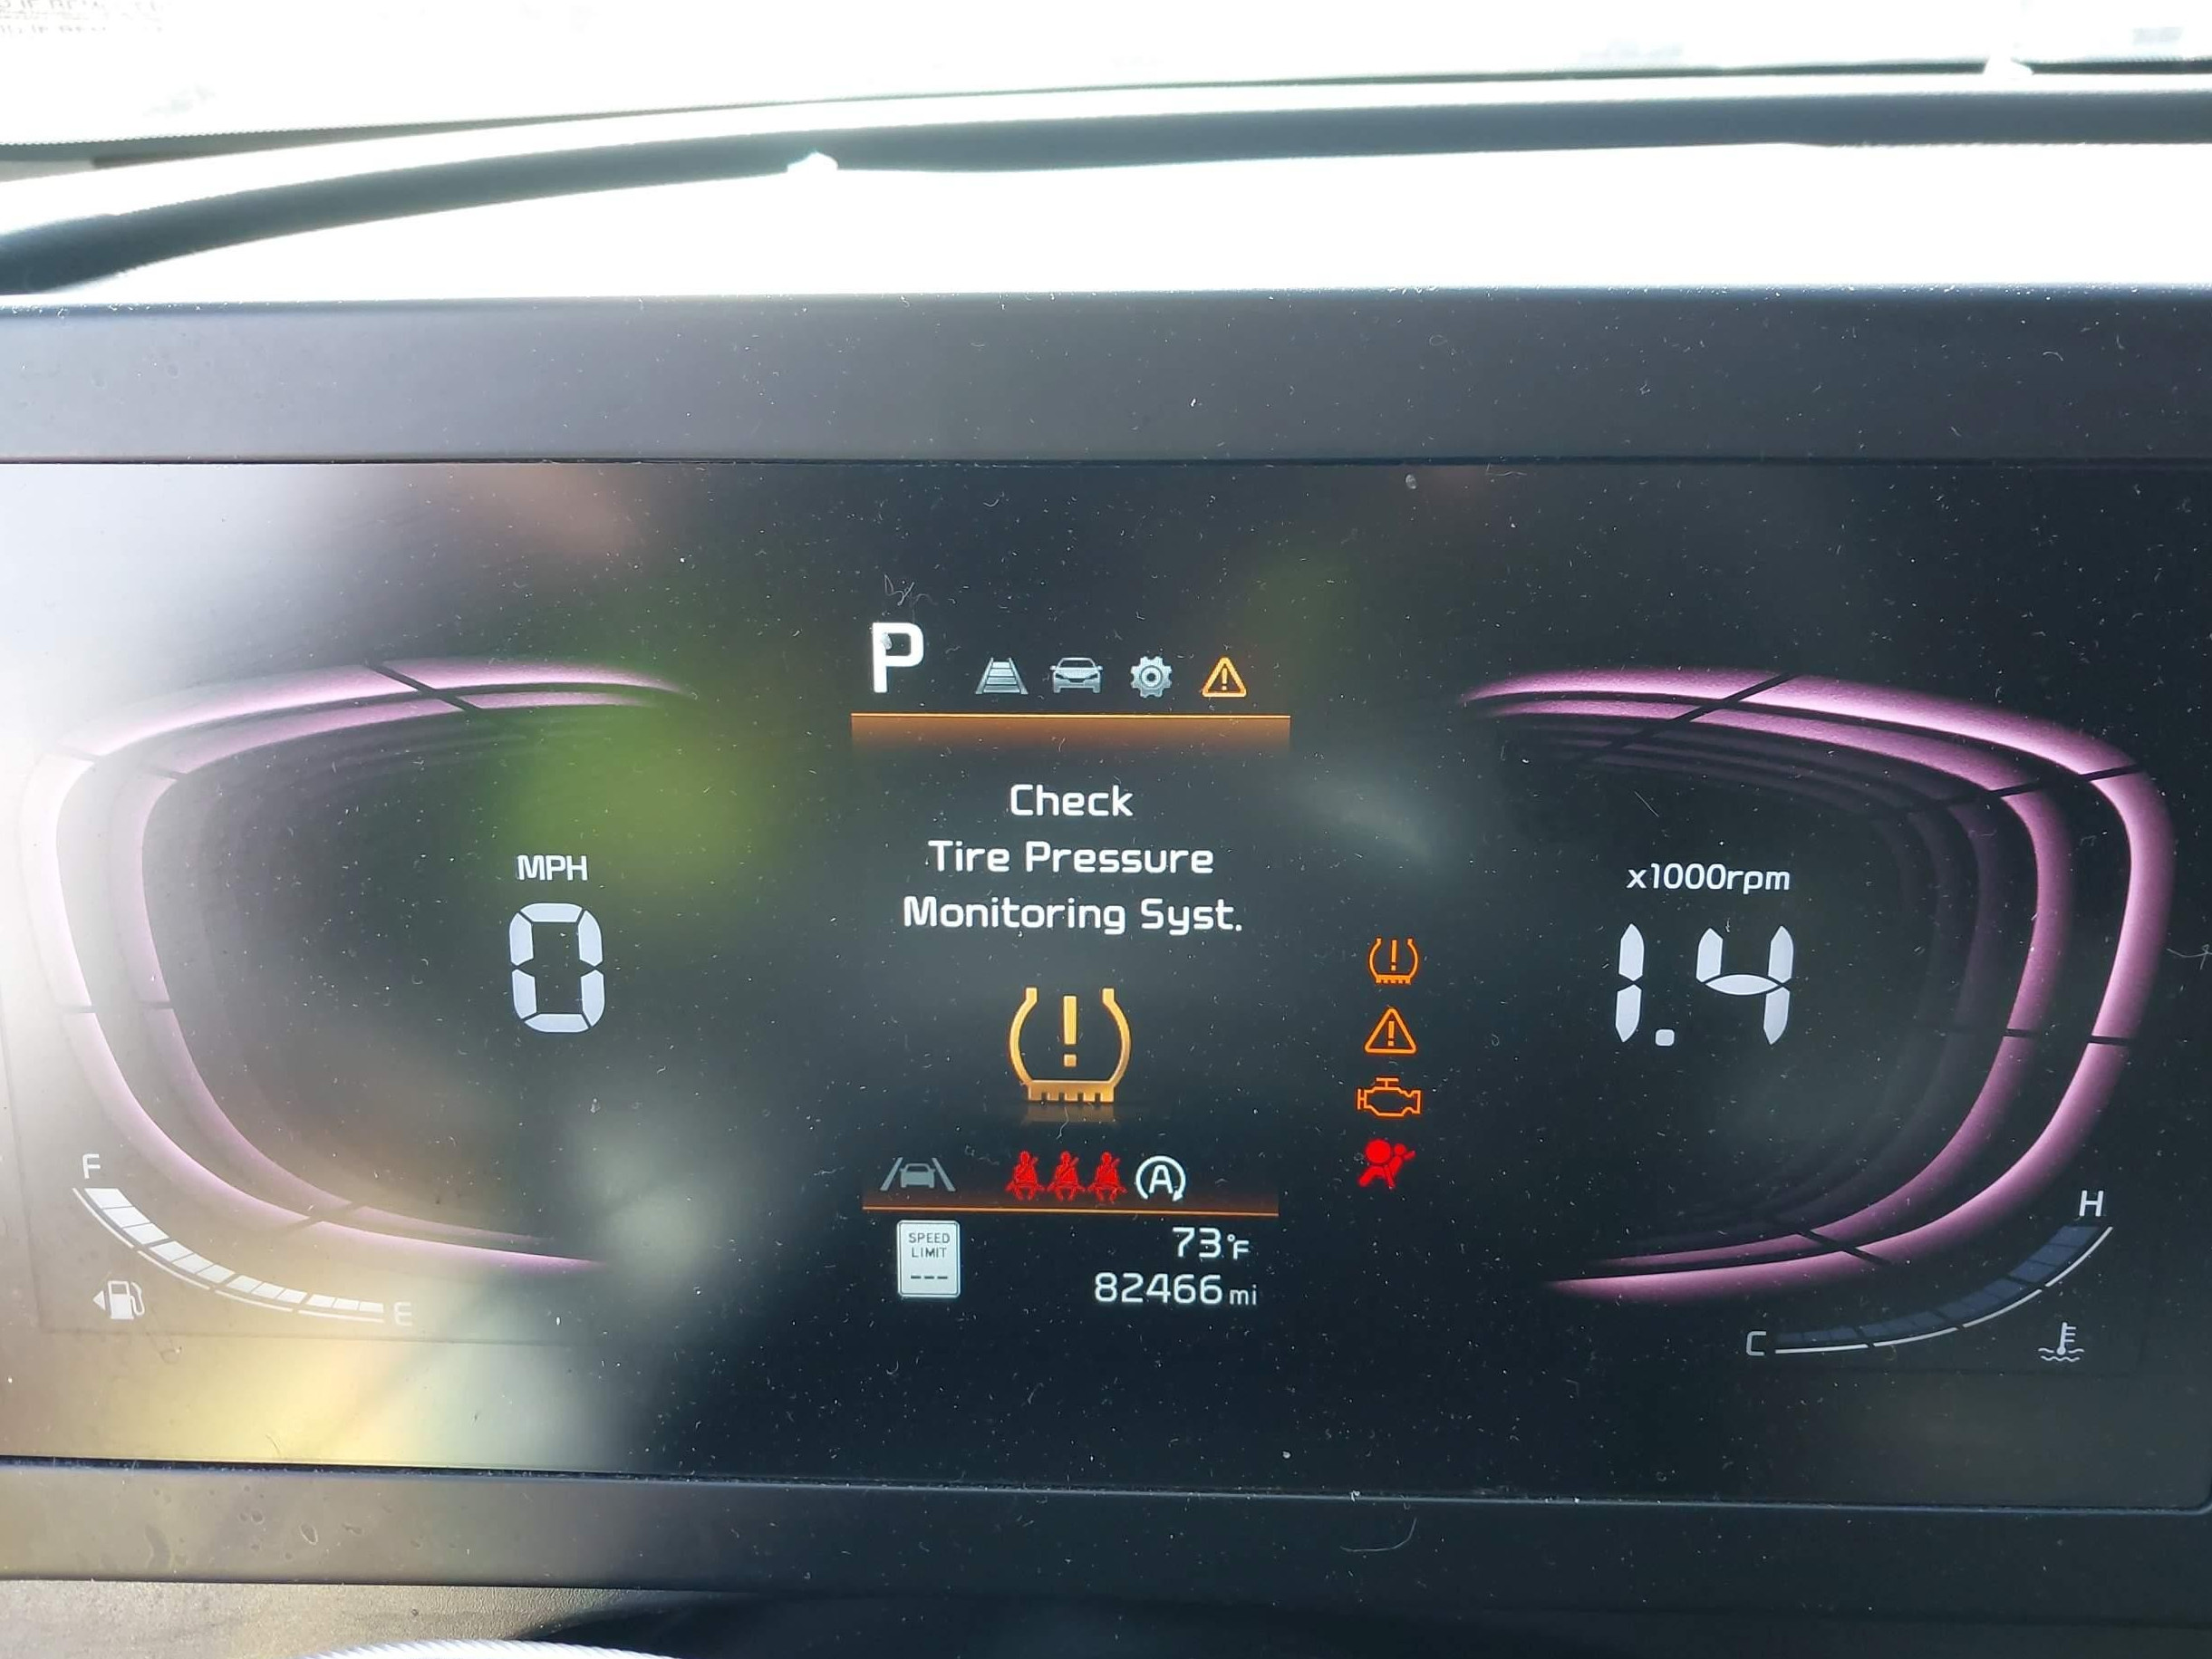 P
Check
Tire Pressure
Monitoring Syst.
MPH
0
x1000rpm
1.4
A
F
E
SPEED
LIMIT
---
73°F
82466 mi
H
C